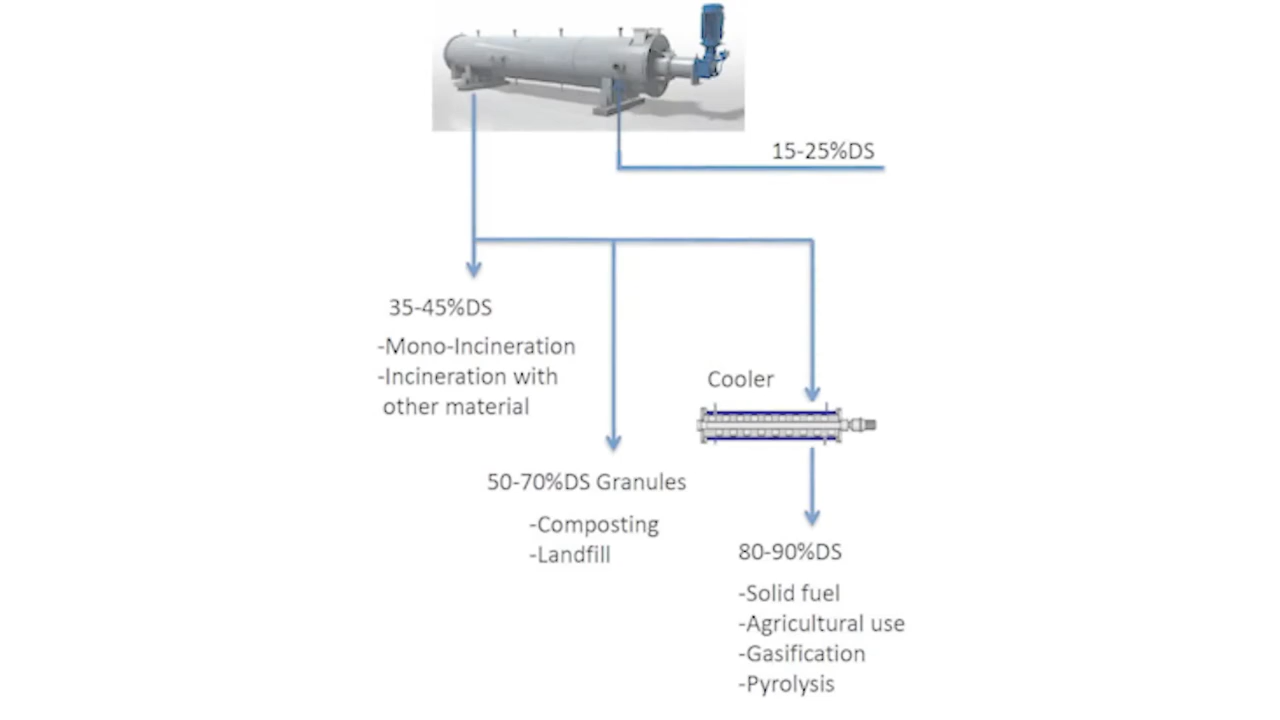 15-25%DS
35-45%DS
-Mono-Incineration
-Incineration with
other material
Cooler
50-70%DS Granules
-Composting
-Landfill
80-90%DS
-Solid fuel
-Agricultural use
-Gasification
-Pyrolysis